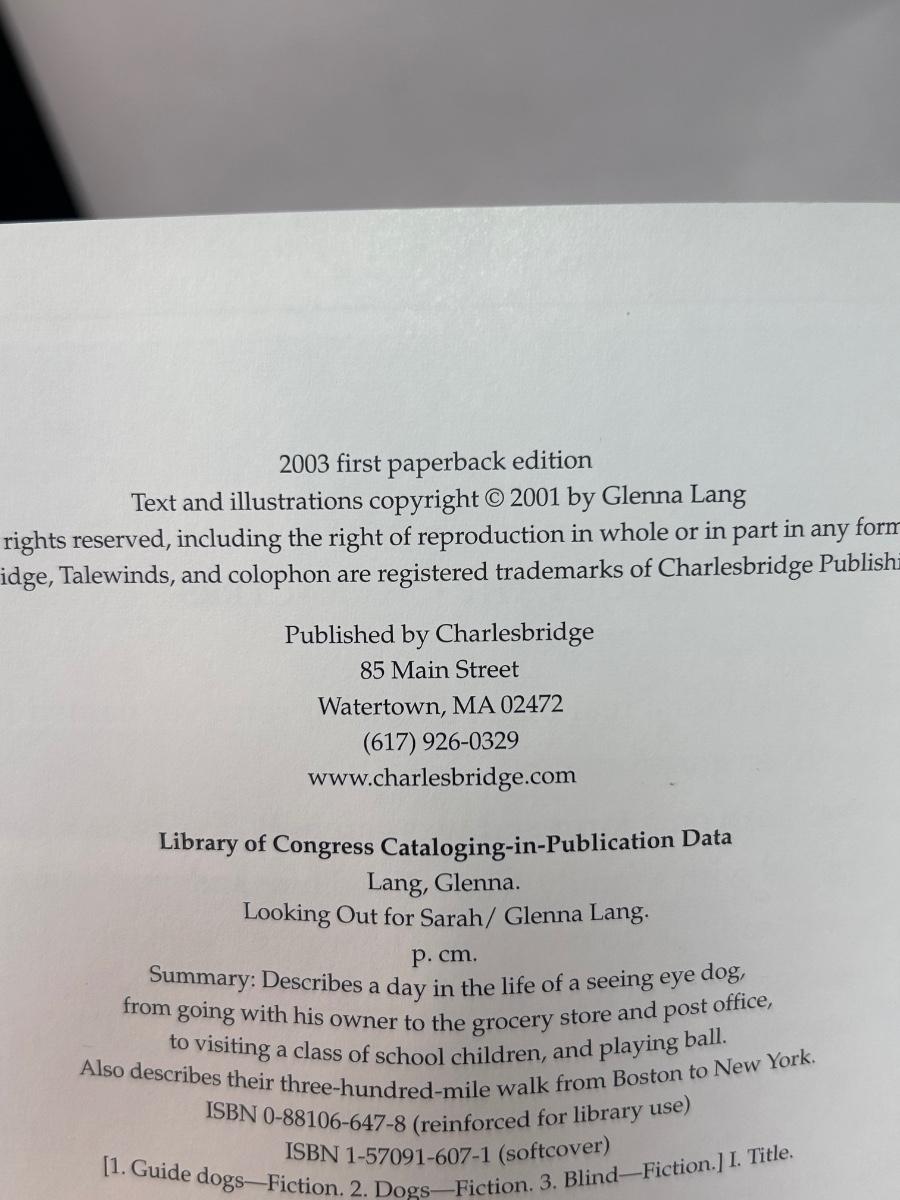 2003 first paperback edition
Text and illustrations copyright © 2001 by Glenna Lang
rights reserved, including the right of reproduction in whole or in part in any form
idge, Talewinds, and colophon are registered trademarks of Charlesbridge Publishi
Published by Charlesbridge
85 Main Street
Watertown, MA 02472
(617) 926-0329
www.charlesbridge.com
Library of Congress Cataloging-in-Publication Data
Lang, Glenna.
Looking Out for Sarah/ Glenna Lang.
p. cm.
Summary: Describes a day in the life of a seeing eye dog,
from going with his owner to the grocery store and post office,
to visiting a class of school children, and playing ball.
Also describes their three-hundred-mile walk from Boston to New York.
ISBN 0-88106-647-8 (reinforced for library use)
ISBN 1-57091-607-1 (softcover)
[1. Guide dogs—Fiction. 2. Dogs—Fiction. 3. Blind—Fiction.] I. Title.